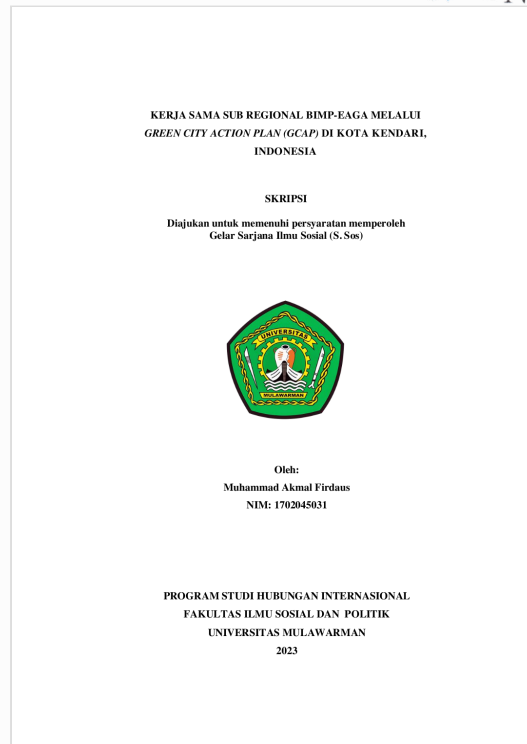 KERJA SAMA SUB REGIONAL BIMP-EAGA MELALUI
GREEN CITY ACTION PLAN (GCAP) DI KOTA KENDARI,
INDONESIA
SKRIPSI
Diajukan untuk memenuhi persyaratan memperoleh
Gelar Sarjana Ilmu Sosial (S. Sos)
UNIVERSITAS
MULAWARMAN
Oleh:
Muhammad Akmal Firdaus
NIM: 1702045031
PROGRAM STUDI HUBUNGAN INTERNASIONAL
FAKULTAS ILMU SOSIAL DAN POLITIK
UNIVERSITAS MULAWARMAN
2023